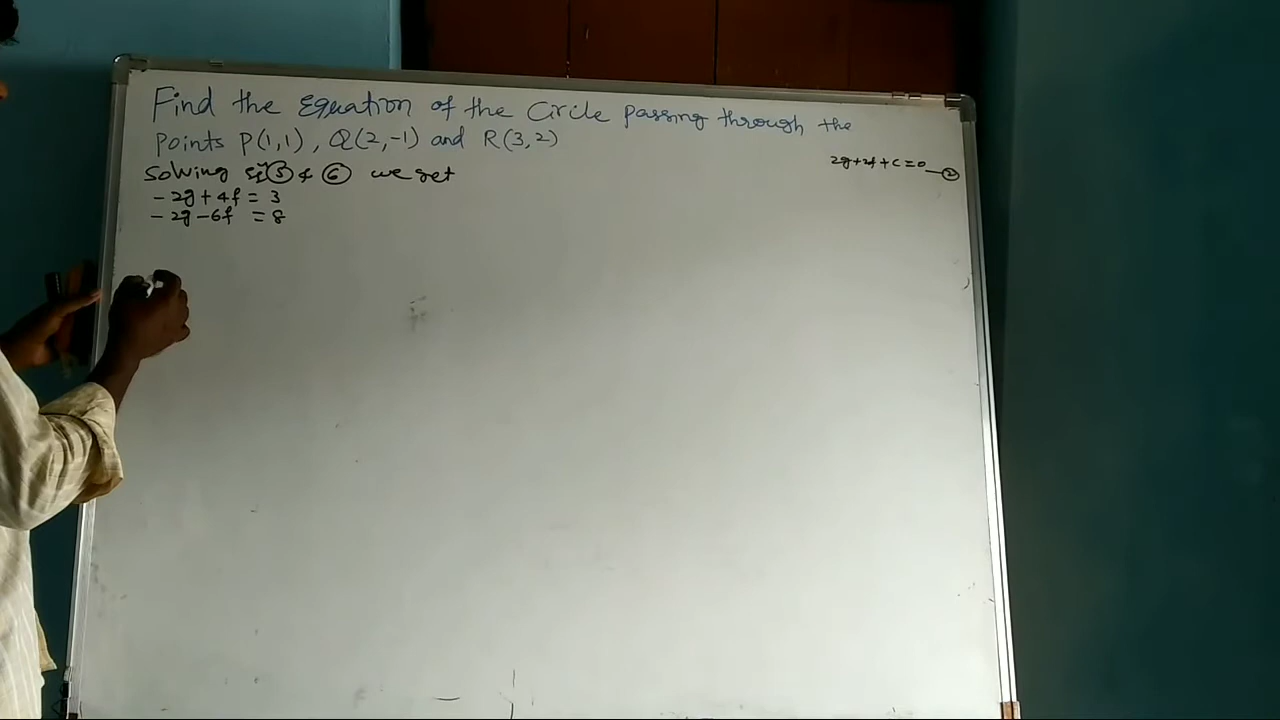 Find the Equation of the Circle passing through the
points P(1,1), Q(2,-1) and R(3,2)
2g+2f+c=0 —②
Solving ⑤ & ⑥ we get
-2g+4f = 3
-2g-6f = 8